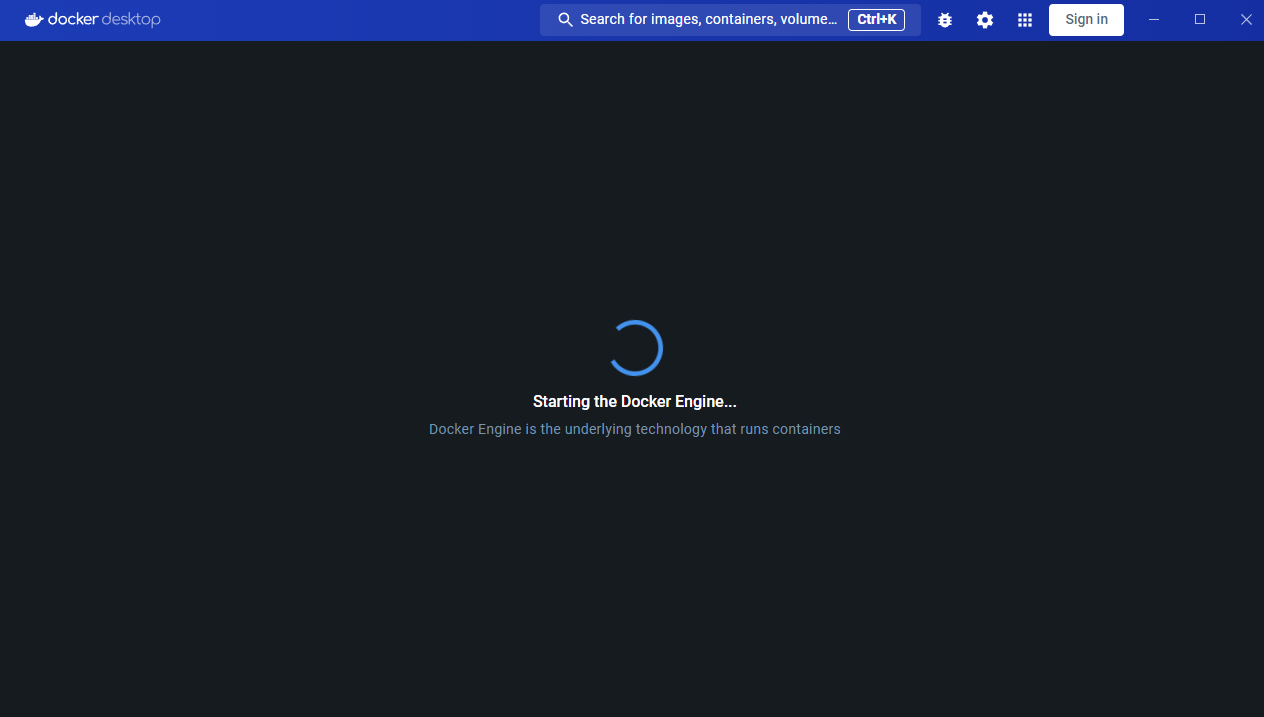 docker desktop
Search for images, containers, volume... Ctrl+K
Sign in
Starting the Docker Engine...
Docker Engine is the underlying technology that runs containers